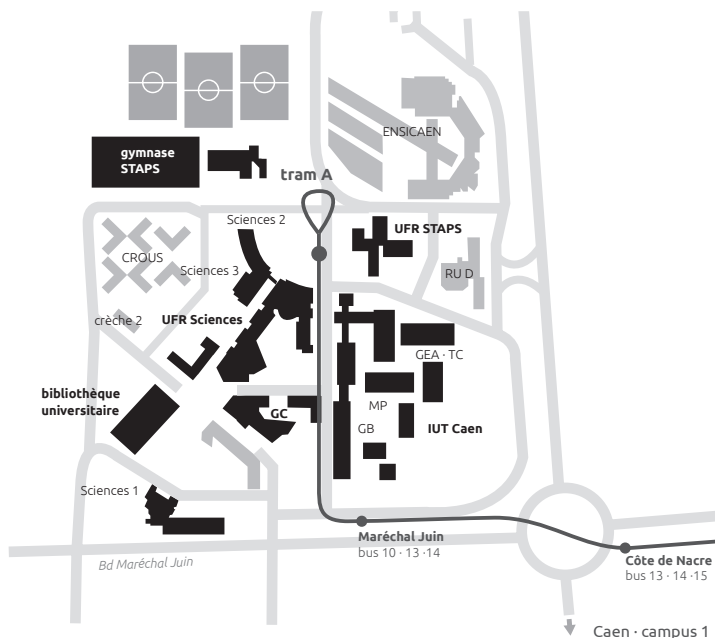 ENSICAEN
gymnase
STAPS
tram A
Sciences 2
UFR STAPS
CROUS
Sciences 3
RU D
crèche 2
UFR Sciences
GEA · TC
bibliothèque
universitaire
MP
GC
GB
IUT Caen
Sciences 1
Maréchal Juin
bus 10 · 13 ·14
Bd Maréchal Juin
Côte de Nacre
bus 13 · 14 ·15
Caen · campus 1